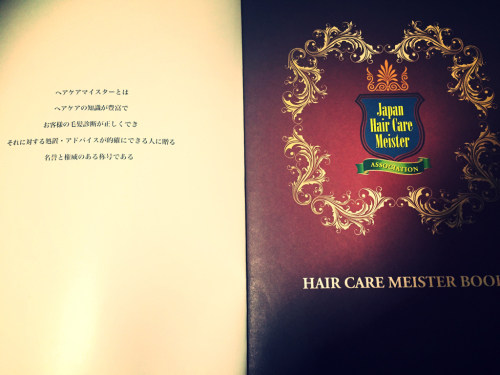 ヘアケアマイスターとは
ヘアケアの知識が豊富で
お客様の毛髪診断が正しくでき
それに対する処置・アドバイスが的確にできる人に贈る
名誉と権威のある称号である
Japan
Hair Care
Meister
ASSOCIATION
HAIR CARE MEISTER BOO